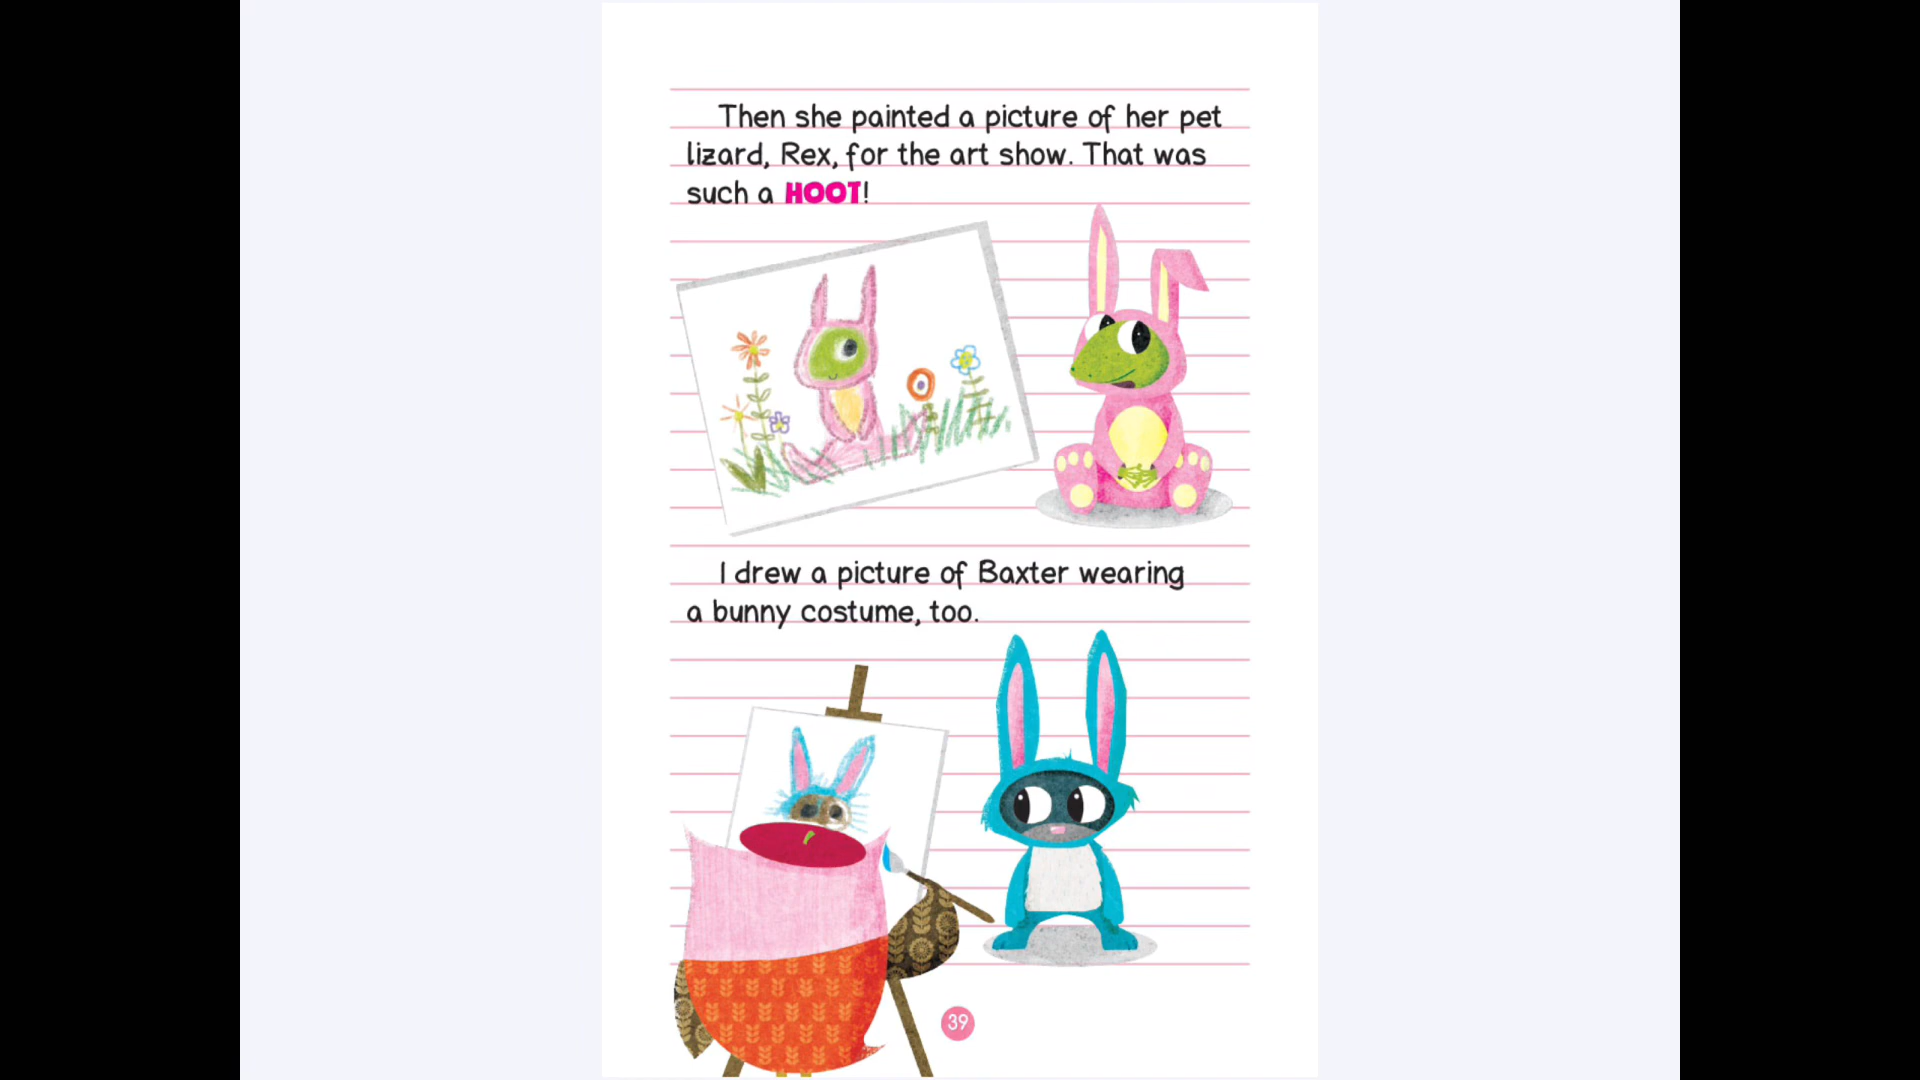 Then she painted a picture of her pet
lizard, Rex, for the art show. That was
such a HOOT!
I drew a picture of Baxter wearing
a bunny costume, too.
39